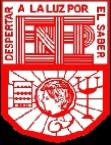 DESPERTAR
A LA LUZ POR
EL SABER
ENP